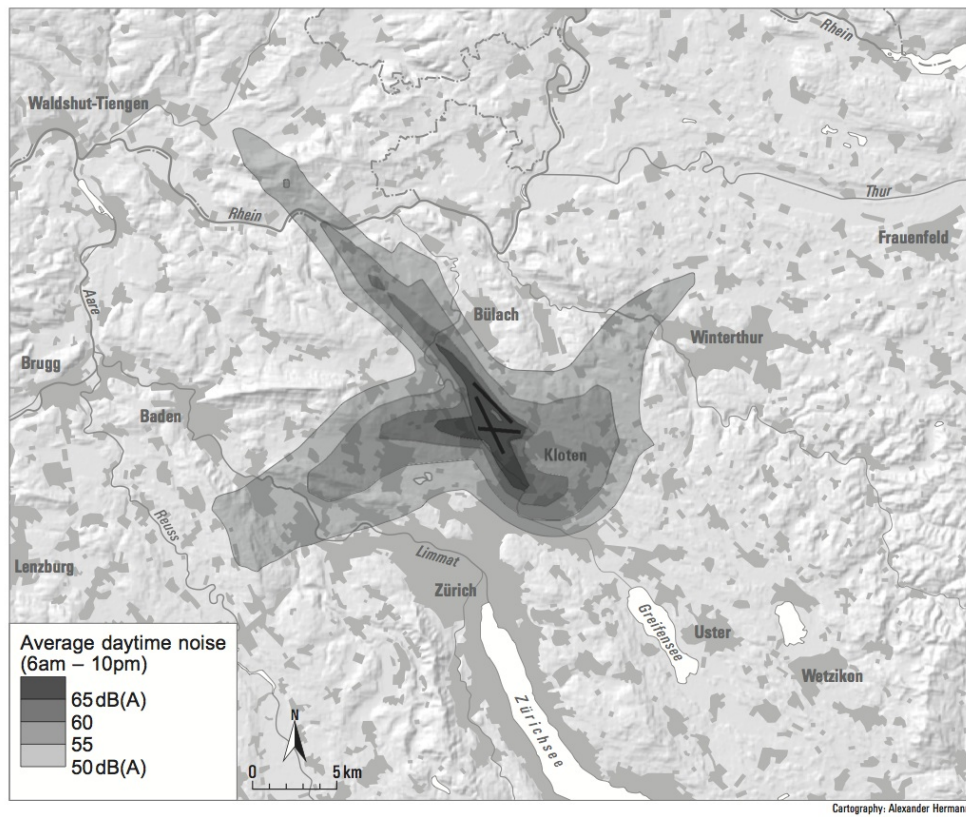 Rhein
Waldshut-Tiengen
Thur
Rhein
Frauenfeld
Aare
Bülach
Winterthur
Brugg
Baden
Kloten
Reuss
Limmat
Lenzburg
Zürich
Greifensee
Uster
Wetzikon
Zürichsee
Average daytime noise
(6am – 10pm)
65 dB(A)
60
55
50 dB(A)
N
0 5 km
Cartography: Alexander Hermann